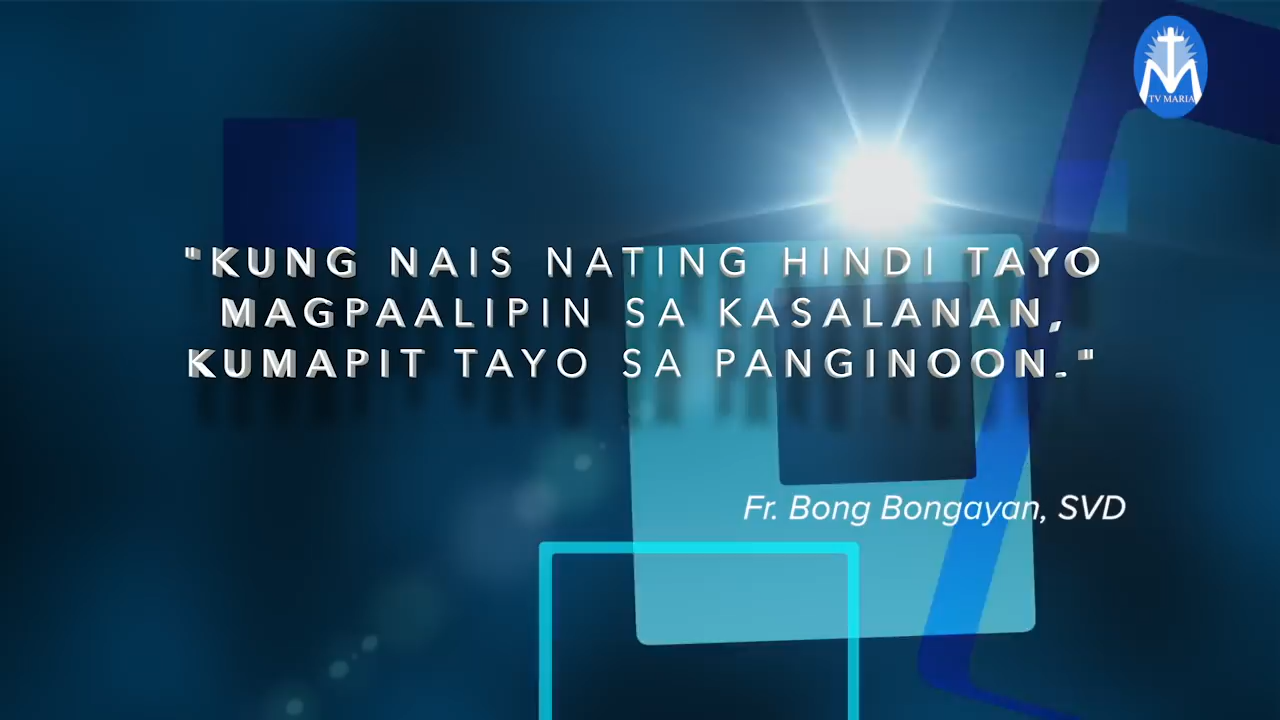 TV MARIA
"KUNG NAIS NATING HINDI TAYO
MAGPAALIPIN SA KASALANAN,
KUMAPIT TAYO SA PANGINOON."
Fr. Bong Bongayan, SVD